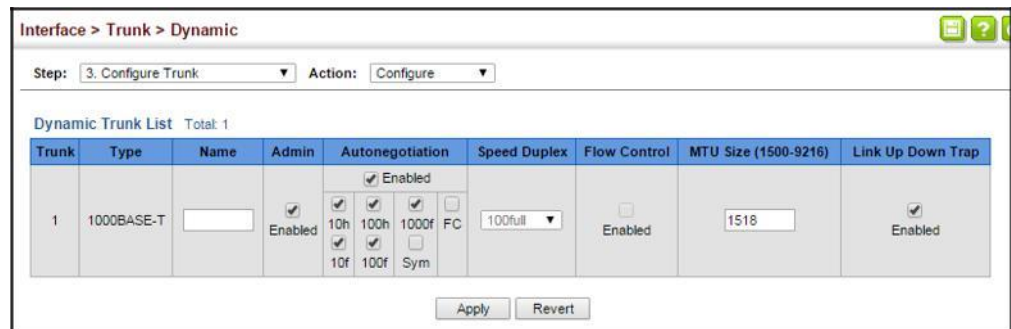 Interface > Trunk > Dynamic
?
Step: 3. Configure Trunk Action: Configure
Dynamic Trunk List Total: 1
Trunk Type Name Admin Autonegotiation Speed Duplex Flow Control MTU Size (1500-9216) Link Up Down Trap
Enabled
1 1000BASE-T Enabled 10h 100h 1000f FC 100full Enabled 1518 Enabled
10f 100f Sym
Apply Revert